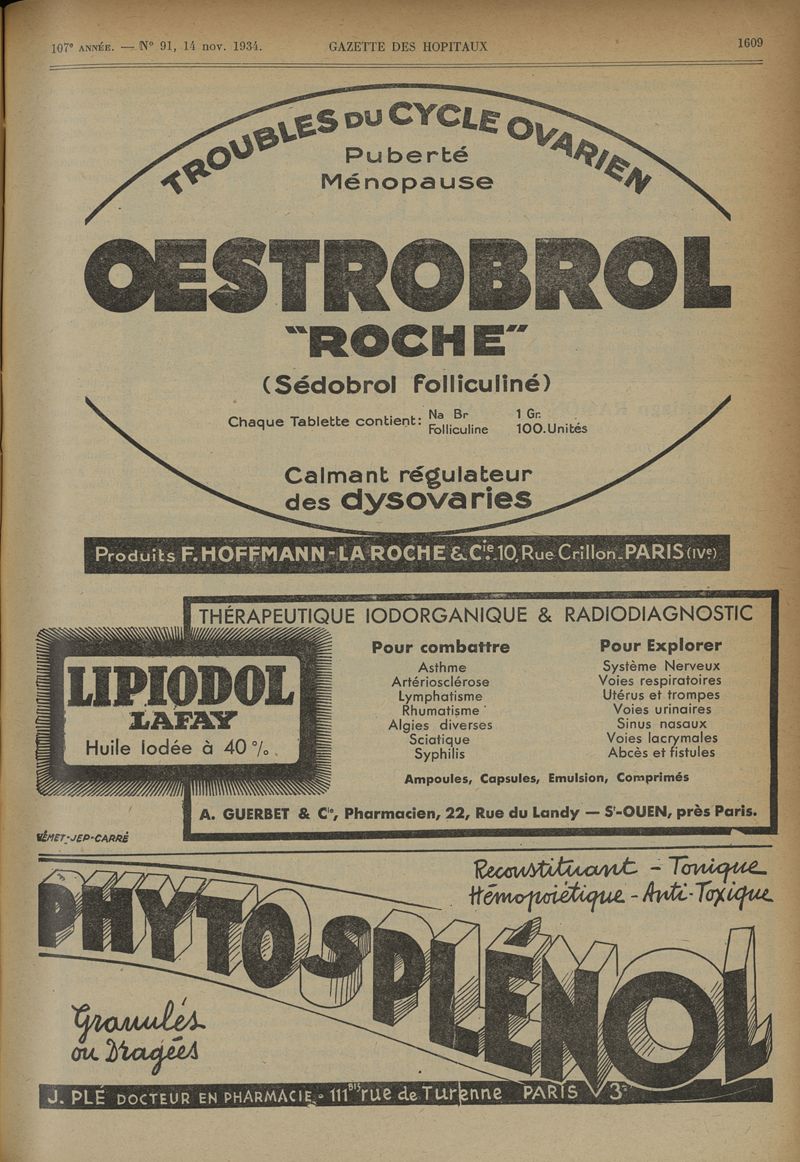 107e ANNÉE. — No 91, 14 nov. 1934. GAZETTE DES HOPITAUX 1609
TROUBLES DU CYCLE OVARIEN
Puberté
Ménopause
OESTROBROL
"ROCHE"
(Sédobrol folliculiné)
Chaque Tablette contient: Na Br 1 Gr.
Folliculine 100.Unités
Calmant régulateur
des dysovaries
Produits F. HOFFMANN-LA ROCHE & Cie. 10, Rue Crillon. PARIS (IVe)
THÉRAPEUTIQUE IODORGANIQUE & RADIODIAGNOSTIC
LIPIODOL
LAFAY
Huile Iodée à 40 %.
Pour combattre
Asthme
Artériosclérose
Lymphatisme
Rhumatisme
Algies diverses
Sciatique
Syphilis
Pour Explorer
Système Nerveux
Voies respiratoires
Utérus et trompes
Voies urinaires
Sinus nasaux
Voies lacrymales
Abcès et fistules
Ampoules, Capsules, Emulsion, Comprimés
A. GUERBET & Cie, Pharmacien, 22, Rue du Landy — St-OUEN, près Paris.
VÉMET-JEP-CARRÉ
Reconstituant - Tonique
Hémopoiétique - Anti-Toxique
PHYTOSPLÉNOL
Granulés
ou Dragées
J. PLÉ DOCTEUR EN PHARMACIE - 111BIS rue de Turenne PARIS 3e